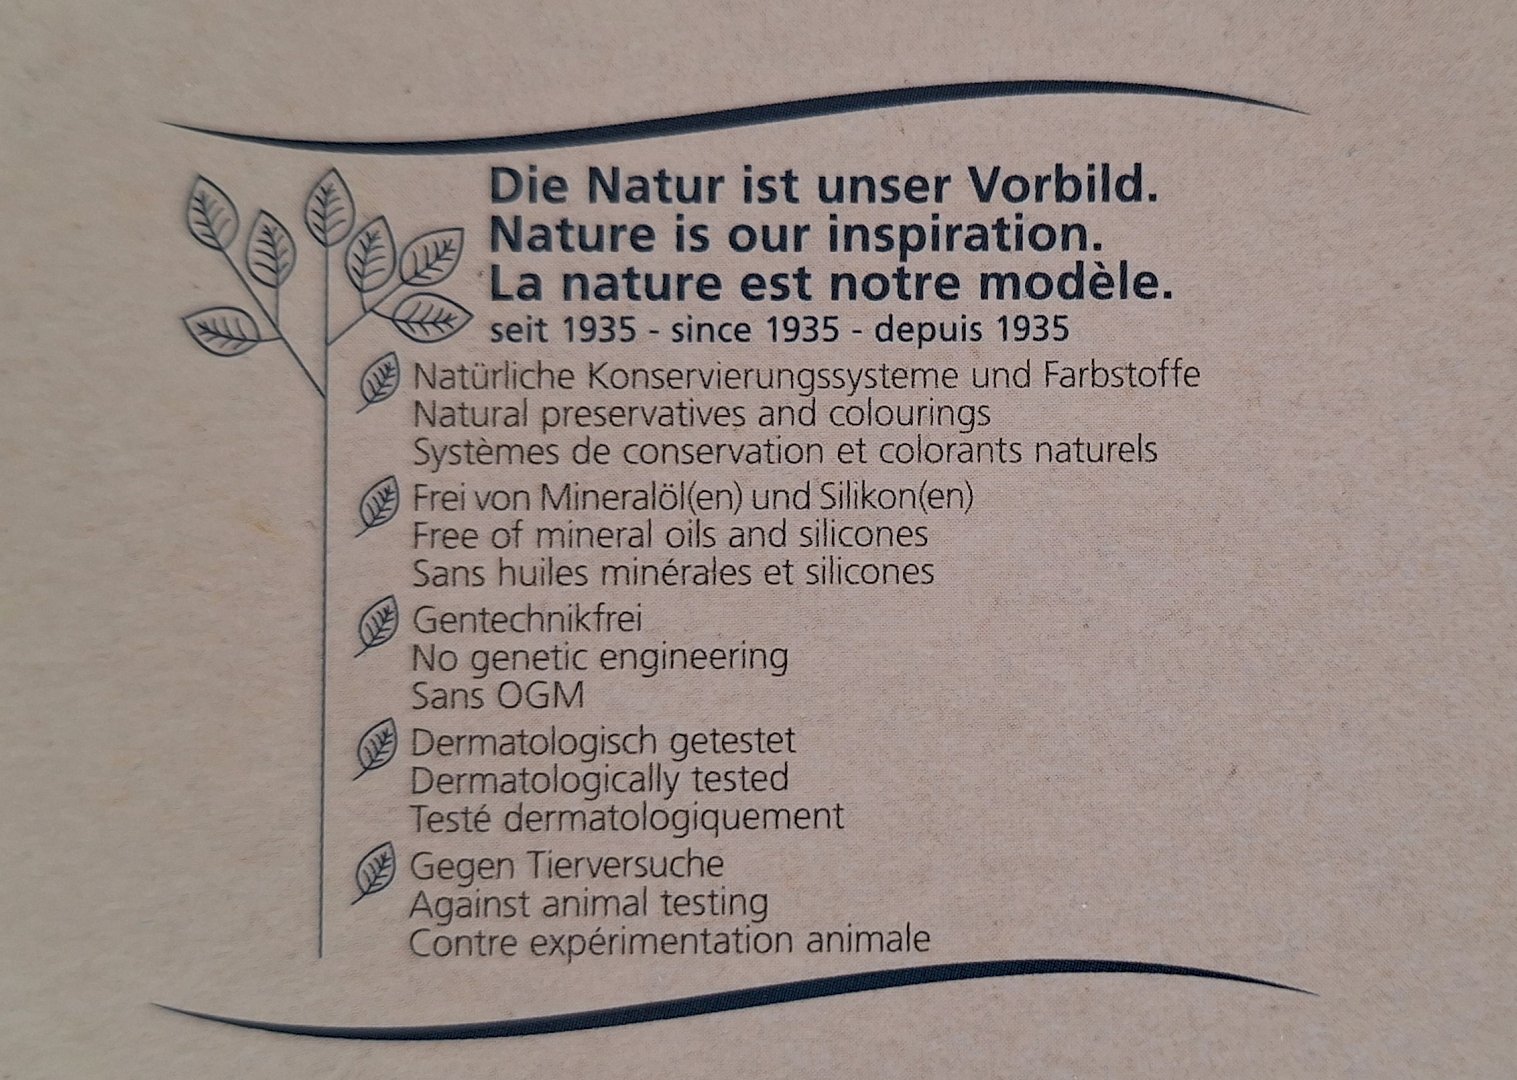 Die Natur ist unser Vorbild.
Nature is our inspiration.
La nature est notre modèle.
seit 1935 - since 1935 - depuis 1935
Natürliche Konservierungssysteme und Farbstoffe
Natural preservatives and colourings
Systèmes de conservation et colorants naturels
Frei von Mineralöl(en) und Silikon(en)
Free of mineral oils and silicones
Sans huiles minérales et silicones
Gentechnikfrei
No genetic engineering
Sans OGM
Dermatologisch getestet
Dermatologically tested
Testé dermatologiquement
Gegen Tierversuche
Against animal testing
Contre expérimentation animale